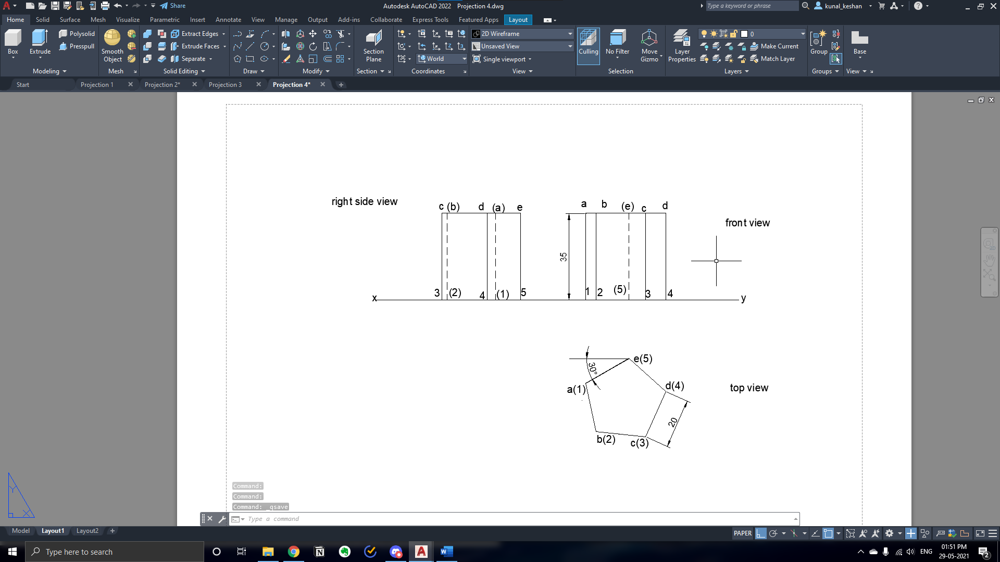 Share
Autodesk AutoCAD 2022 Projection 4.dwg
Type a keyword or phrase
kunal_keshan
Home Solid Surface Mesh Visualize Parametric Insert Annotate View Manage Output Add-ins Collaborate Express Tools Featured Apps Layout
Box
Extrude
Polysolid
Presspull
Modeling
Smooth
Object
Mesh
Extract Edges
Extrude Faces
Separate
Solid Editing
Draw
Modify
Section
Plane
Section
World
Coordinates
2D Wireframe
Unsaved View
Single viewport
View
Culling
No Filter
Move
Gizmo
Selection
Layer
Properties
0
Make Current
Match Layer
Layers
Group
Groups
Base
View
Start Projection 1 Projection 2* Projection 3 Projection 4*
right side view
c (b) d (a) e
a b (e) c d
front view
35
3 (2) 4 (1) 5
1 2 (5) 3 4
x y
e(5)
30°
a(1)
d(4)
top view
20
b(2)
c(3)
Y
X
Command:
Command:
Command: _qsave
Type a command
Model Layout1 Layout2
PAPER
Type here to search
ENG
01:51 PM
29-05-2021
2